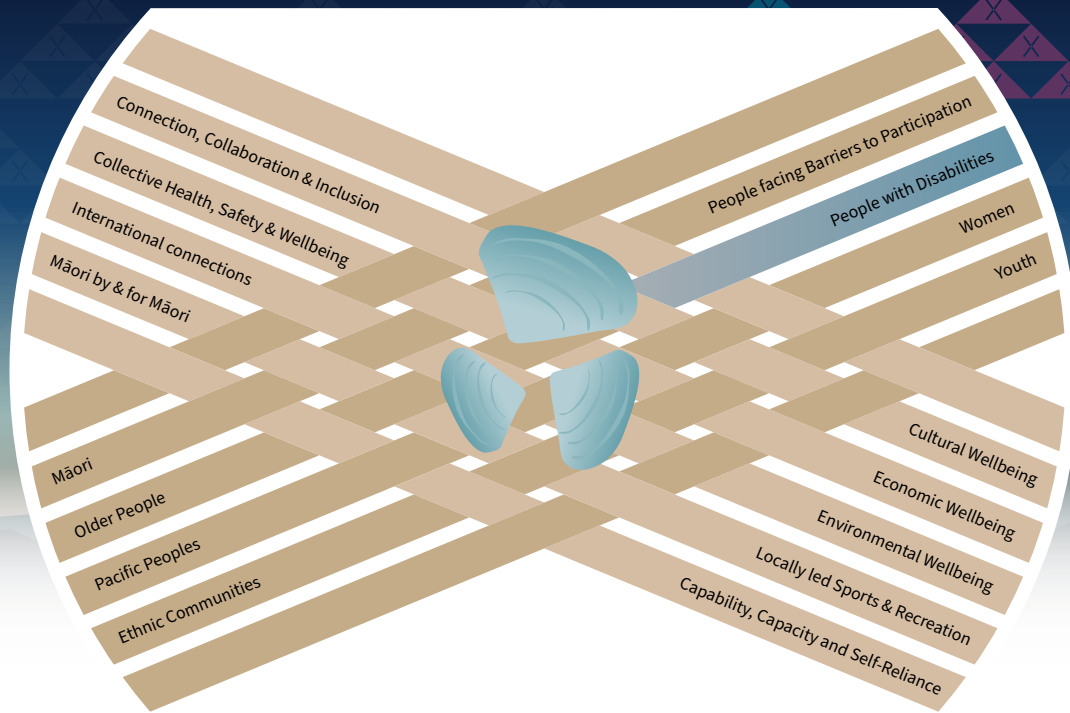 Connection, Collaboration & Inclusion
Collective Health, Safety & Wellbeing
International connections
Māori by & for Māori
People facing Barriers to Participation
People with Disabilities
Women
Youth
Māori
Older People
Pacific Peoples
Ethnic Communities
Cultural Wellbeing
Economic Wellbeing
Environmental Wellbeing
Locally led Sports & Recreation
Capability, Capacity and Self-Reliance